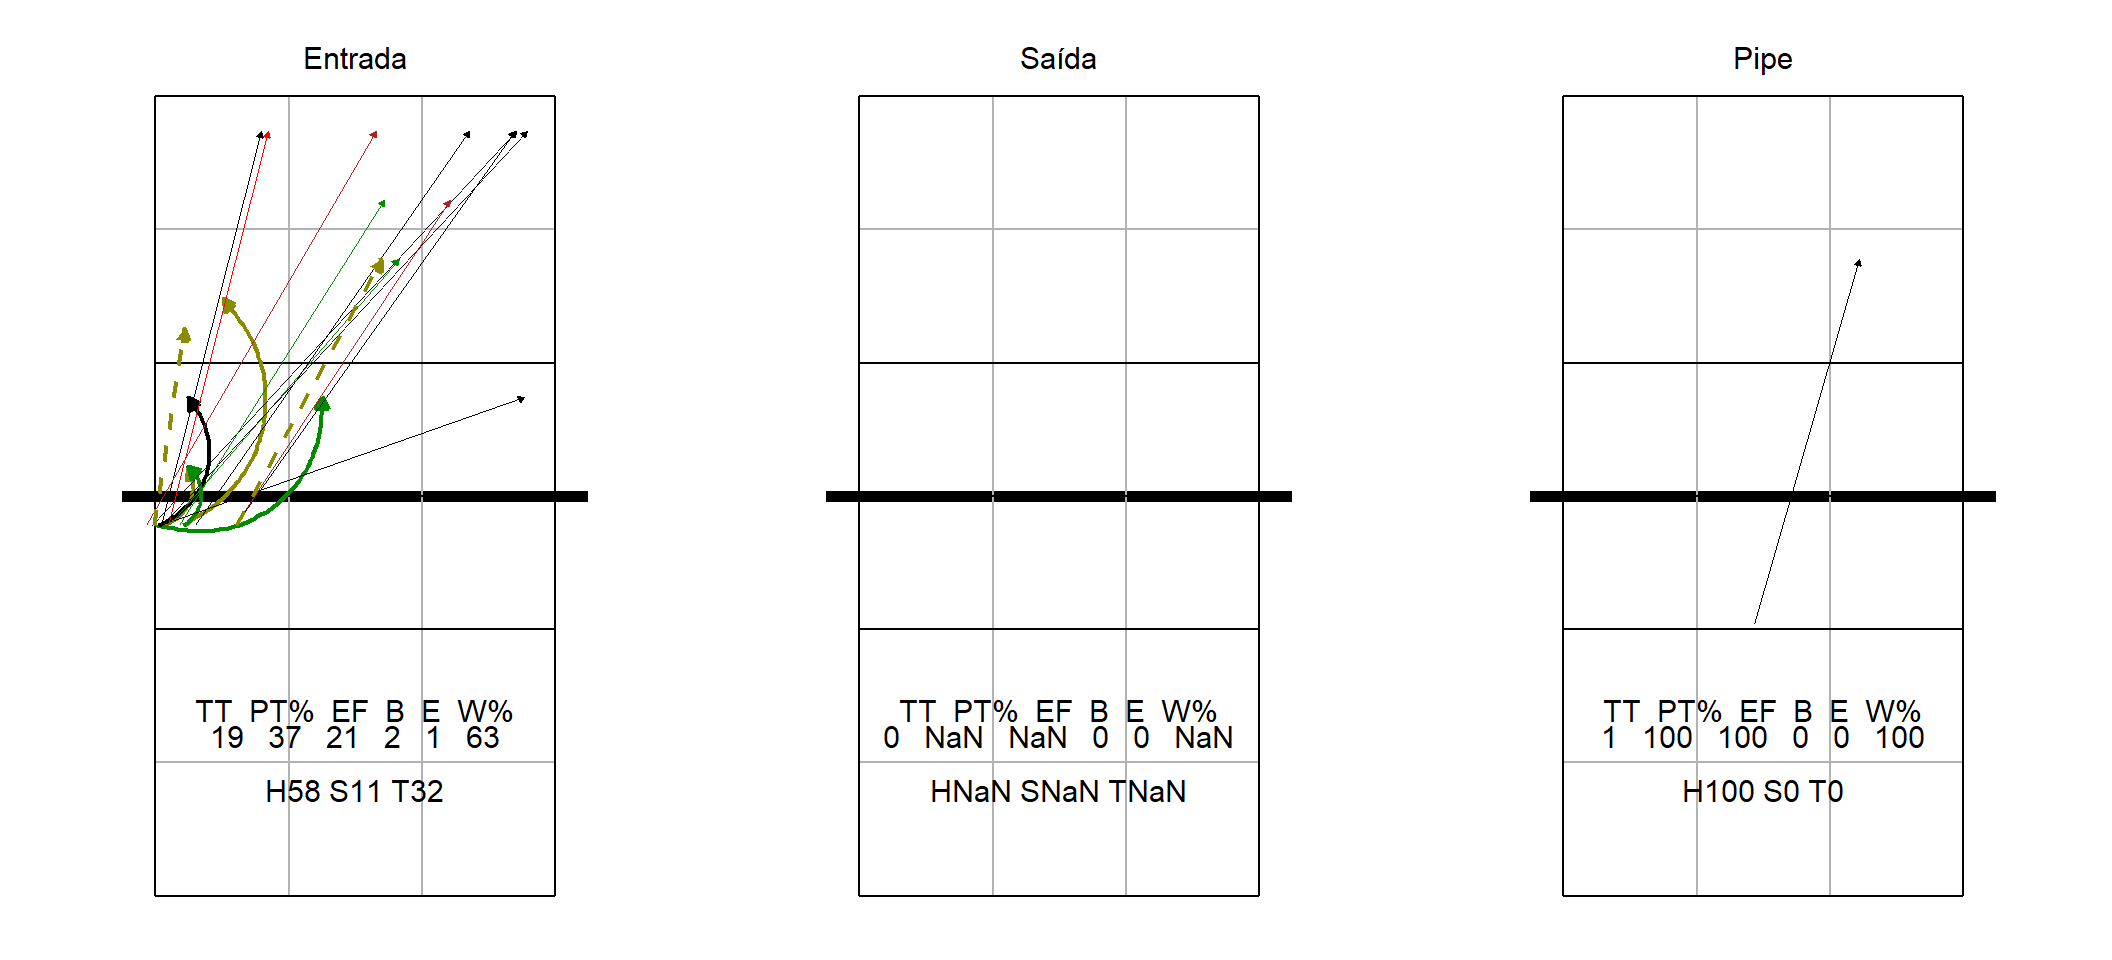 Entrada
TT PT% EF B E W%
19 37 21 2 1 63
H58 S11 T32
Saída
TT PT% EF B E W%
0 NaN NaN 0 0 NaN
HNaN SNaN TNaN
Pipe
TT PT% EF B E W%
1 100 100 0 0 100
H100 S0 T0